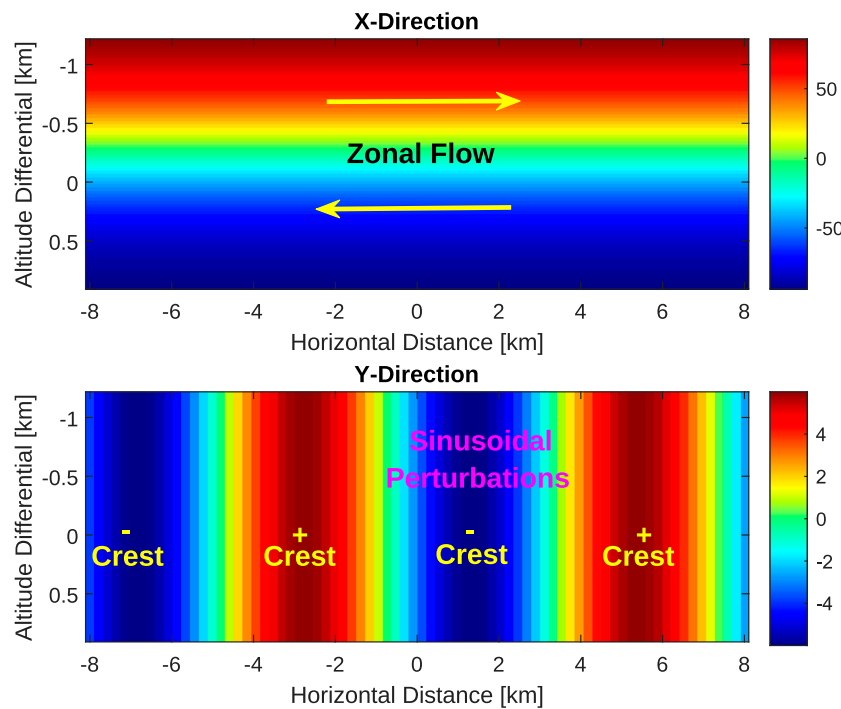 X-Direction
Altitude Differential [km]
-1
-0.5
0
0.5
Zonal Flow
50
0
-50
-8 -6 -4 -2 0 2 4 6 8
Horizontal Distance [km]
Y-Direction
Altitude Differential [km]
-1
-0.5
0
0.5
Sinusoidal
Perturbations
- + - +
Crest Crest Crest Crest
4
2
0
-2
-4
-8 -6 -4 -2 0 2 4 6 8
Horizontal Distance [km]